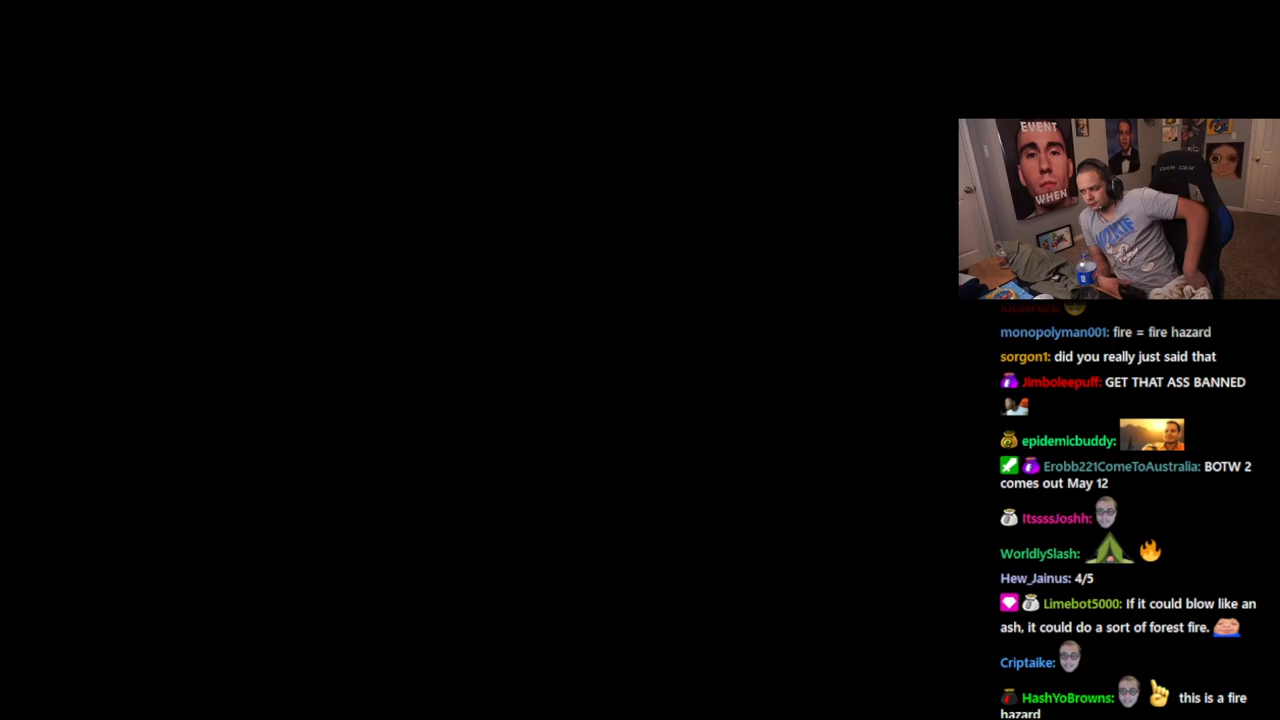 EVENT
WHEN
monopolyman001: fire = fire hazard
sorgon1: did you really just said that
Jimboleepuff: GET THAT ASS BANNED
epidemicbuddy:
Erobb221ComeToAustralia: BOTW 2
comes out May 12
ItssssJoshh:
WorldlySlash:
Hew_Jainus: 4/5
Limebot5000: If it could blow like an
ash, it could do a sort of forest fire.
Criptaike:
HashYoBrowns: this is a fire
hazard